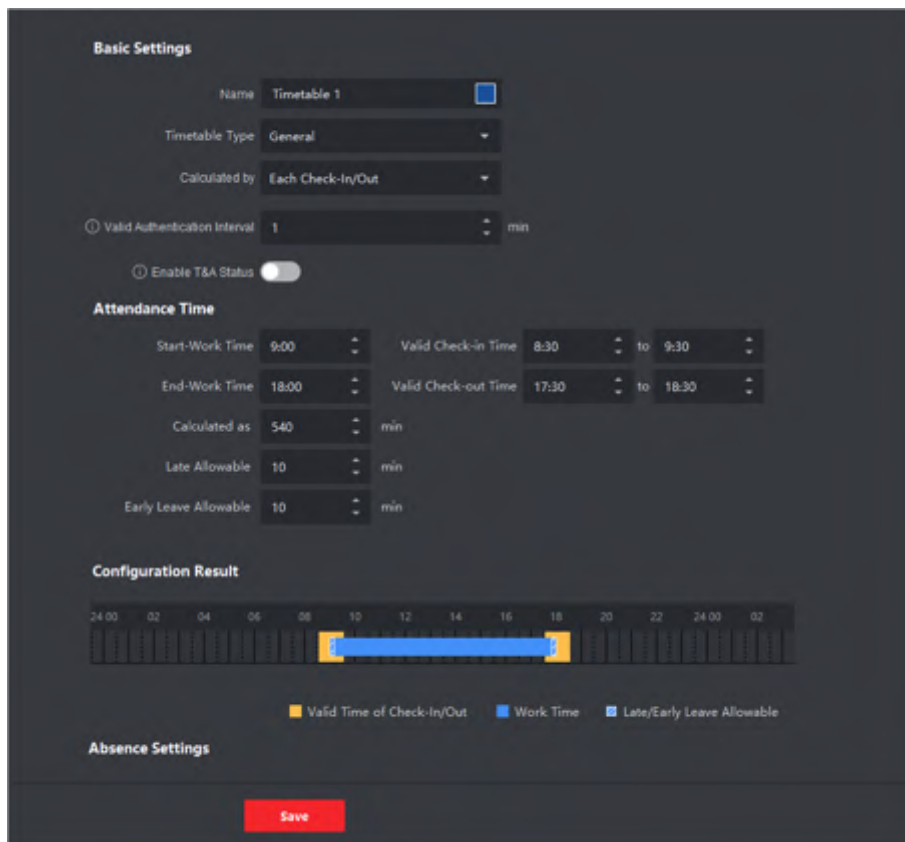 Basic Settings
Name Timetable 1
Timetable Type General
Calculated by Each Check-In/Out
Valid Authentication Interval 1 min
Enable T&A Status
Attendance Time
Start-Work Time 9:00 Valid Check-in Time 8:30 to 9:30
End-Work Time 18:00 Valid Check-out Time 17:30 to 18:30
Calculated as 540 min
Late Allowable 10 min
Early Leave Allowable 10 min
Configuration Result
24:00 02 04 06 08 10 12 14 16 18 20 22 24:00 02
Valid Time of Check-In/Out Work Time Late/Early Leave Allowable
Absence Settings
Save